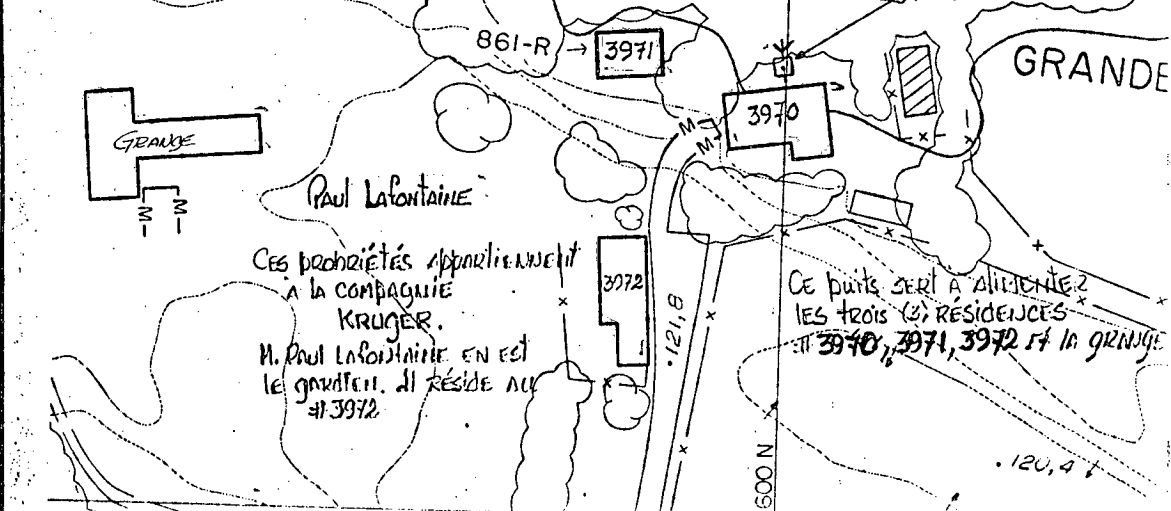 861-R →
3971
GRANDE
3970
GRANGE
M
M
M
M
PAUL LAFONTAINE
CES PROPRIÉTÉS APPARTIENNENT
À LA COMPAGNIE
KRUGER.
M. PAUL LAFONTAINE EN EST
LE GARDIEN. Il RÉSIDE AU
# 3972
3972
.121,8
CE PUITS SERT À ALIMENTER
LES TROIS (3) RÉSIDENCES
# 3970, 3971, 3972 ET LA GRANGE
600 N
.120,4